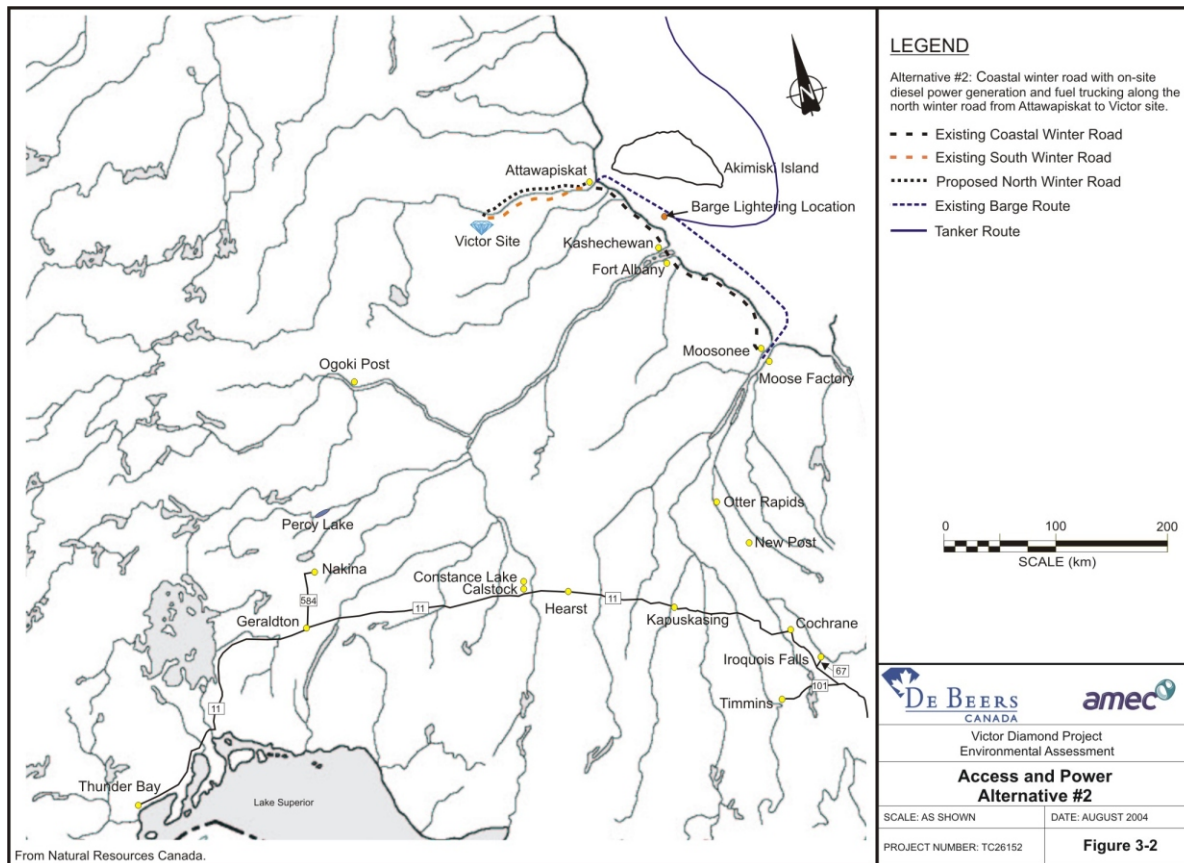 Attawapiskat
Akimiski Island
Barge Lightering Location
Victor Site
Kashechewan
Fort Albany
Moosonee
Moose Factory
Ogoki Post
Otter Rapids
Percy Lake
New Post
Nakina
Constance Lake
Calstock
584
11
11
Hearst
Geraldton
Kapuskasing
Cochrane
Iroquois Falls
67
101
Timmins
11
Thunder Bay
Lake Superior
From Natural Resources Canada.
LEGEND
Alternative #2: Coastal winter road with on-site
diesel power generation and fuel trucking along the
north winter road from Attawapiskat to Victor site.
Existing Coastal Winter Road
Existing South Winter Road
Proposed North Winter Road
Existing Barge Route
Tanker Route
0 100 200
SCALE (km)
DE BEERS
CANADA
amec
Victor Diamond Project
Environmental Assessment
Access and Power
Alternative #2
SCALE: AS SHOWN DATE: AUGUST 2004
PROJECT NUMBER: TC26152 Figure 3-2